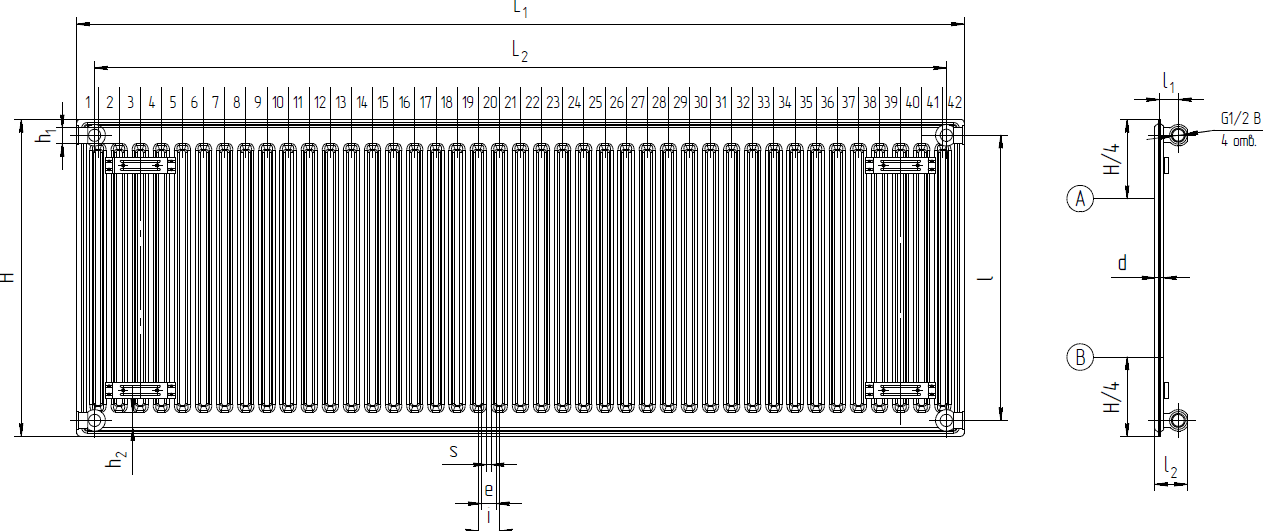 L₁
L₂
1 2 3 4 5 6 7 8 9 10 11 12 13 14 15 16 17 18 19 20 21 22 23 24 25 26 27 28 29 30 31 32 33 34 35 36 37 38 39 40 41 42
h₁
H
h₂
s
e
i
l
l₁
G1/2 B
4 отв.
H/4
A
d
B
H/4
l₂